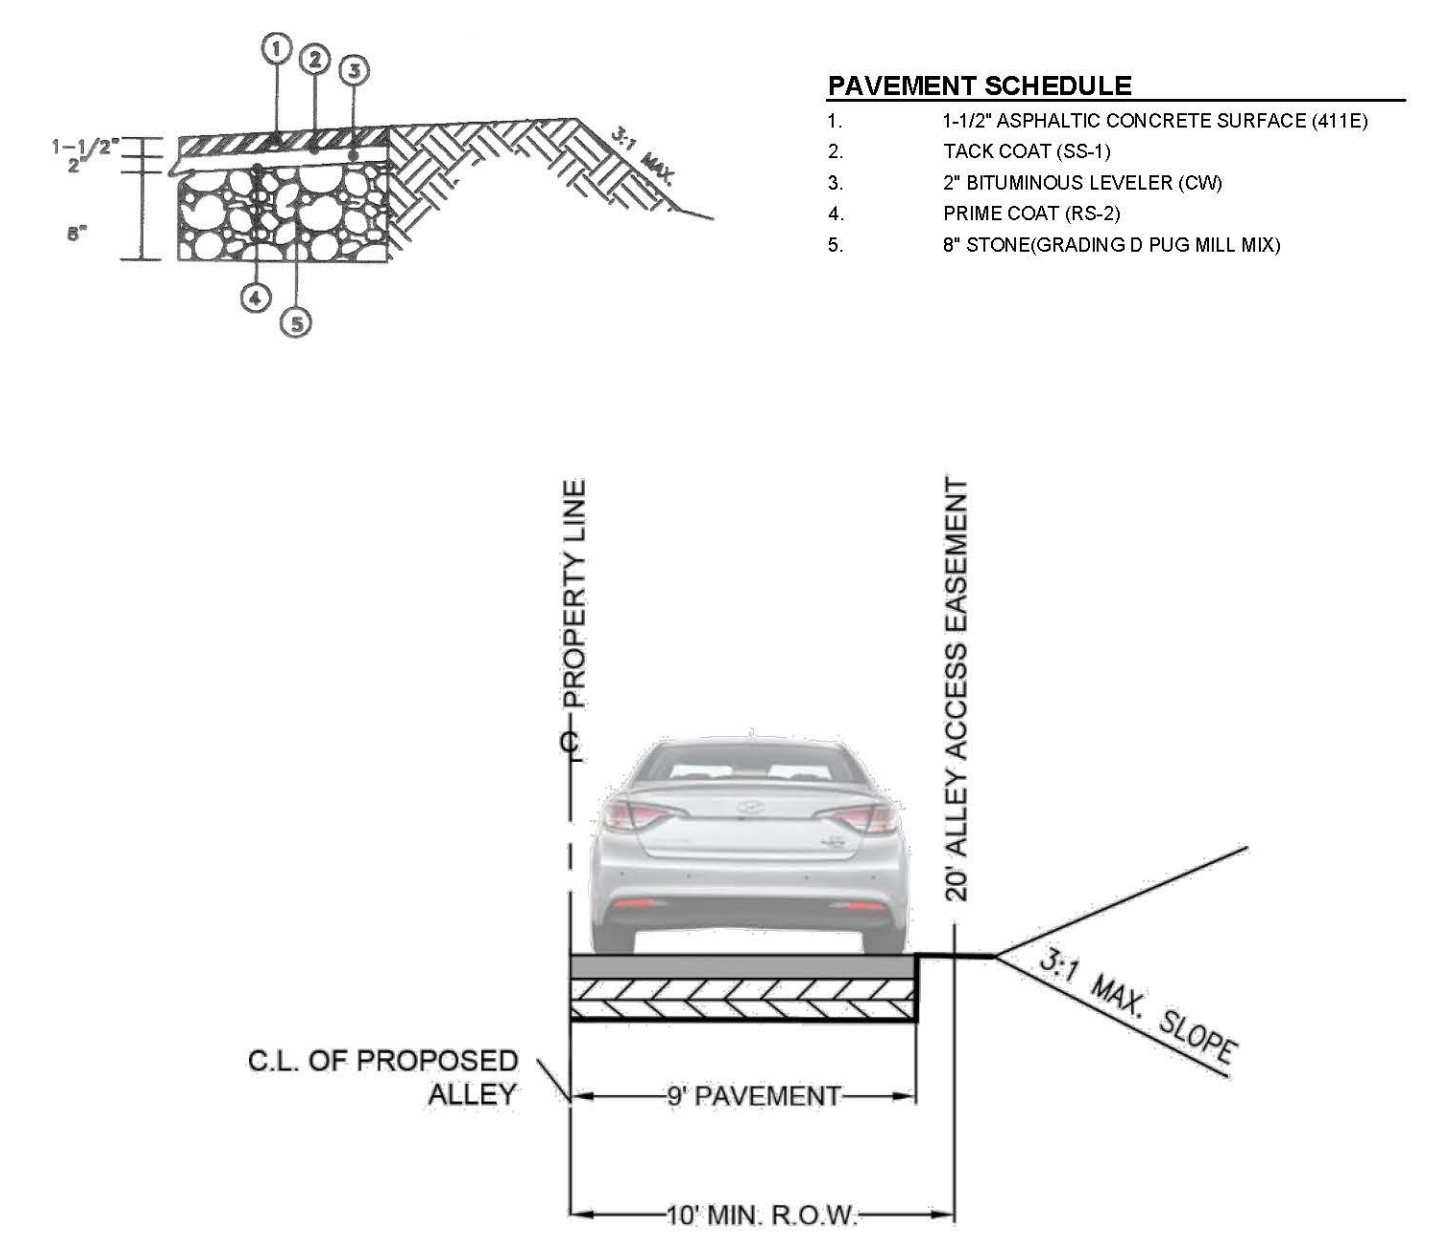 1
2
3
1-1/2"
2"
8"
3:1 MAX.
4
5
PAVEMENT SCHEDULE
1. 1-1/2" ASPHALTIC CONCRETE SURFACE (411E)
2. TACK COAT (SS-1)
3. 2" BITUMINOUS LEVELER (CW)
4. PRIME COAT (RS-2)
5. 8" STONE(GRADING D PUG MILL MIX)
PROPERTY LINE
CL
20' ALLEY ACCESS EASEMENT
3:1 MAX. SLOPE
C.L. OF PROPOSED
ALLEY
9' PAVEMENT
10' MIN. R.O.W.